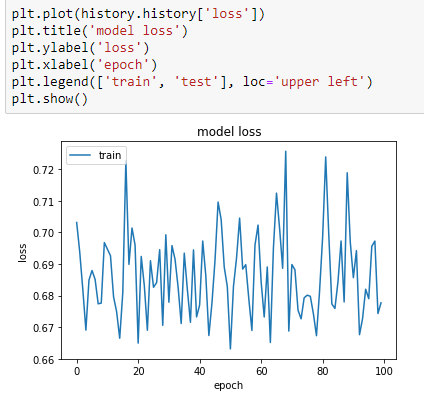 plt.plot(history.history['loss'])
plt.title('model loss')
plt.ylabel('loss')
plt.xlabel('epoch')
plt.legend(['train', 'test'], loc='upper left')
plt.show()
model loss
train
0.72
0.71
0.70
0.69
0.68
0.67
0.66
loss
0 20 40 60 80 100
epoch